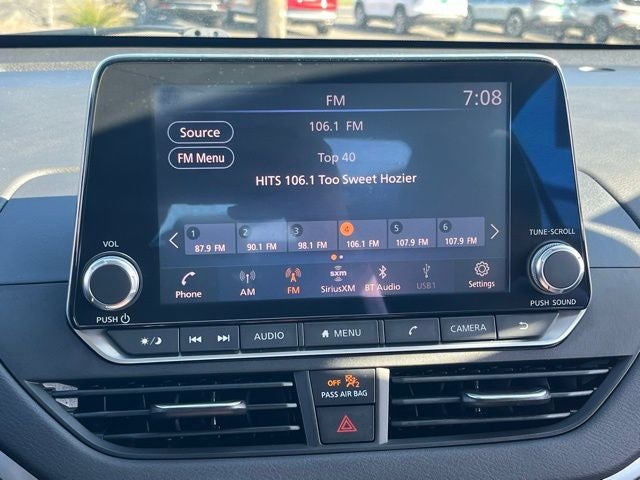 FM 7:08
Source 106.1 FM
FM Menu Top 40
HITS 106.1 Too Sweet Hozier
1 2 3 4 5 6
87.9 FM 90.1 FM 98.1 FM 106.1 FM 107.9 FM 107.9 FM
Phone AM FM sxm SiriusXM BT Audio USB1 Settings
VOL
PUSH
TUNE·SCROLL
PUSH SOUND
AUDIO MENU CAMERA
OFF 2
PASS AIR BAG